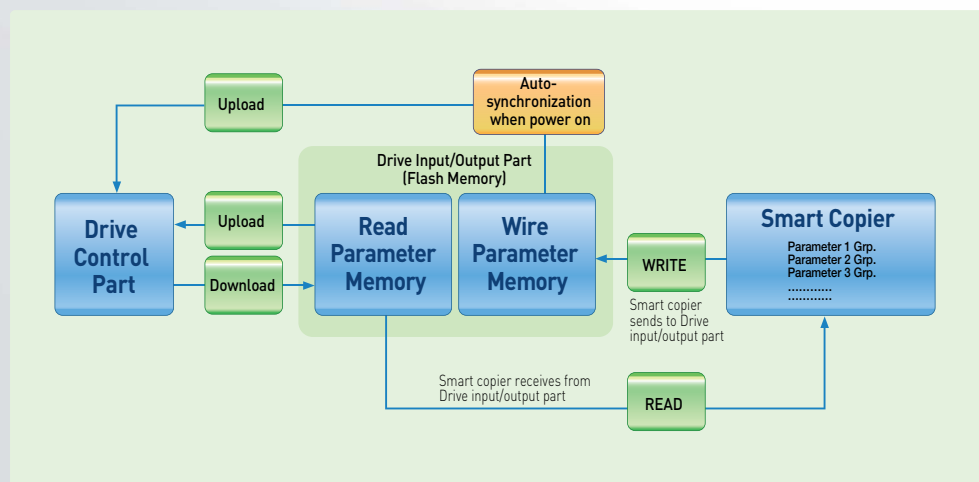 Upload
Auto-
synchronization
when power on
Drive Input/Output Part
(Flash Memory)
Drive
Control
Part
Upload
Download
Read
Parameter
Memory
Wire
Parameter
Memory
WRITE
Smart copier
sends to Drive
input/output part
Smart Copier
Parameter 1 Grp.
Parameter 2 Grp.
Parameter 3 Grp.
............
............
Smart copier receives from
Drive input/output part
READ